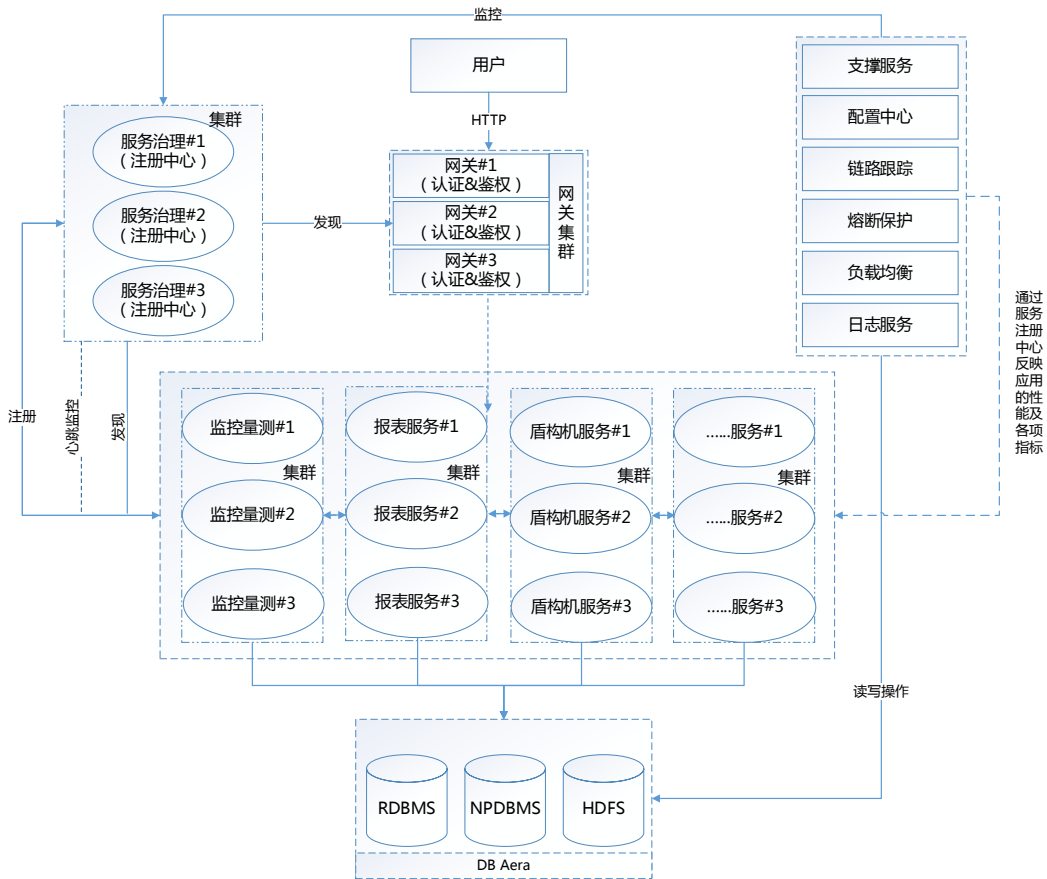 监控
用户
HTTP
集群
服务治理#1
（注册中心）
服务治理#2
（注册中心）
服务治理#3
（注册中心）
发现
网关#1
（认证&鉴权）
网关#2
（认证&鉴权）
网关#3
（认证&鉴权）
网关集群
支撑服务
配置中心
链路跟踪
熔断保护
负载均衡
日志服务
通过
服务
注册
中心
反映
应用
的性
能及
各项
指标
注册
心跳监控
发现
监控量测#1
集群
监控量测#2
监控量测#3
报表服务#1
集群
报表服务#2
报表服务#3
盾构机服务#1
集群
盾构机服务#2
盾构机服务#3
......服务#1
集群
......服务#2
......服务#3
读写操作
RDBMS
NPDBMS
HDFS
DB Aera